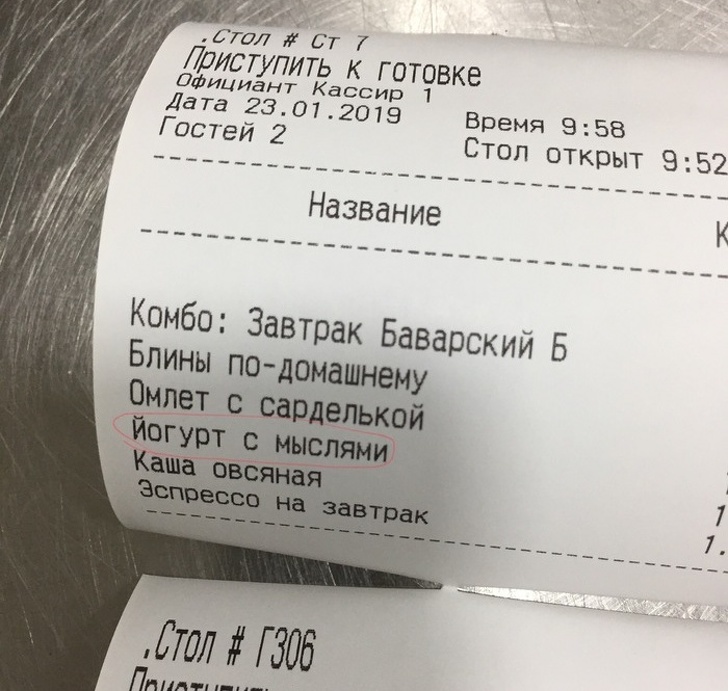 .Стол # Ст 7
Приступить к готовке
Официант Кассир 1
Дата 23.01.2019 Время 9:58
Гостей 2 Стол открыт 9:52
Название К
Комбо: Завтрак Баварский Б
Блины по-домашнему
Омлет с сарделькой
Йогурт с мыслями
Каша овсяная 1
Эспрессо на завтрак 1.
.Стол # Г306